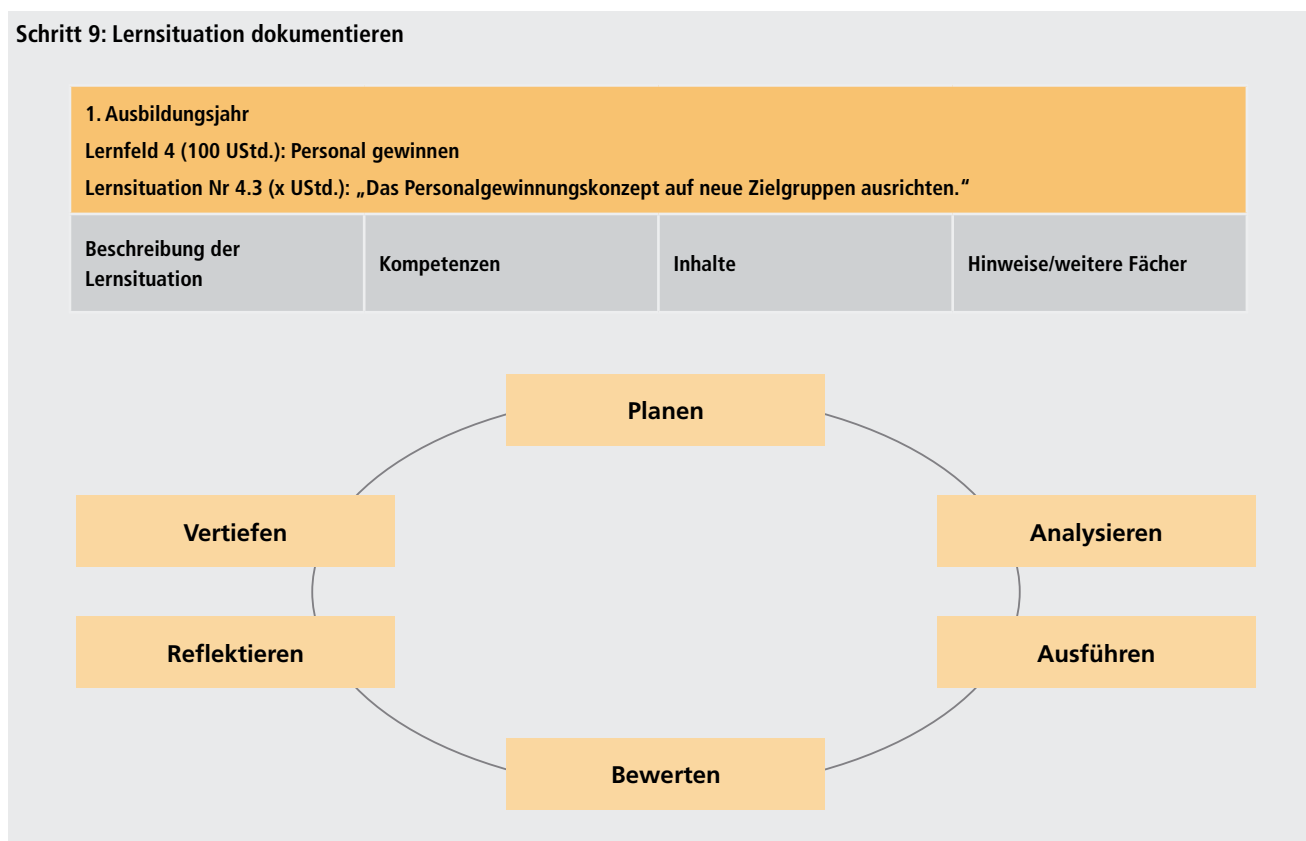 Schritt 9: Lernsituation dokumentieren
1. Ausbildungsjahr
Lernfeld 4 (100 UStd.): Personal gewinnen
Lernsituation Nr 4.3 (x UStd.): „Das Personalgewinnungskonzept auf neue Zielgruppen ausrichten.“
Beschreibung der
Lernsituation
Kompetenzen
Inhalte
Hinweise/weitere Fächer
Planen
Vertiefen
Analysieren
Reflektieren
Ausführen
Bewerten